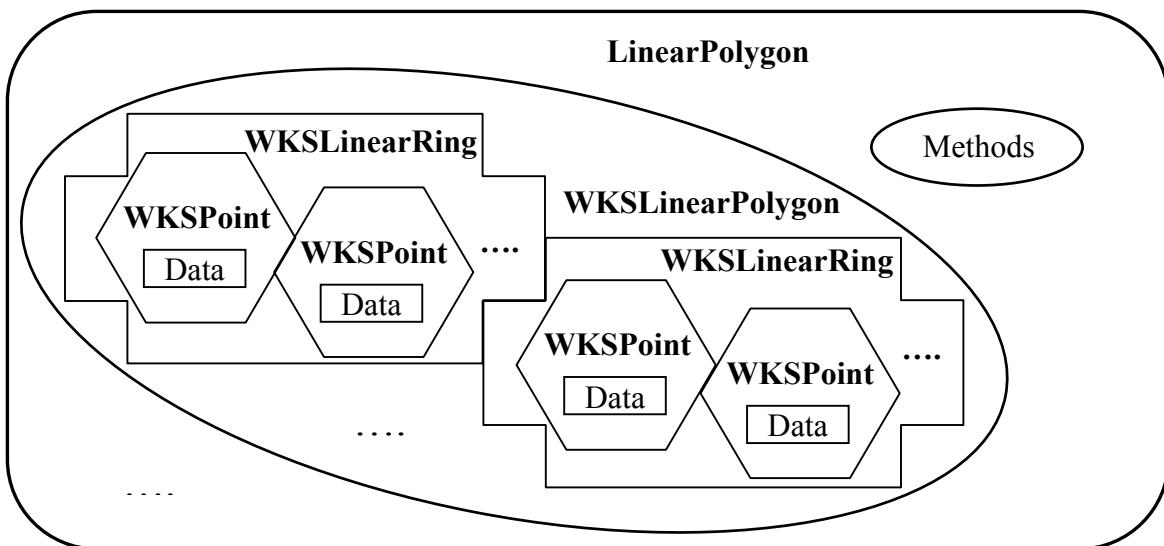 LinearPolygon
WKSLinearRing
Methods
WKSPoint
Data
WKSPoint
Data
....
WKSLinearPolygon
WKSLinearRing
WKSPoint
Data
WKSPoint
Data
....
....
....